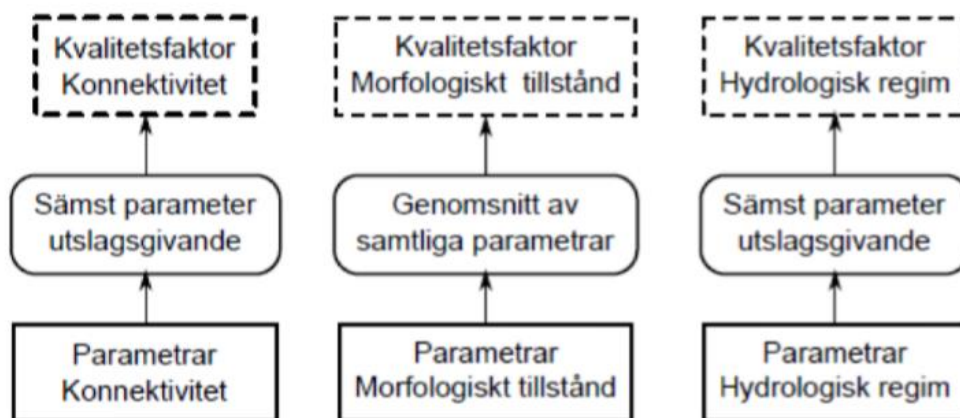 Kvalitetsfaktor
Konnektivitet
Kvalitetsfaktor
Morfologiskt tillstånd
Kvalitetsfaktor
Hydrologisk regim
Sämst parameter
utslagsgivande
Genomsnitt av
samtliga parametrar
Sämst parameter
utslagsgivande
Parametrar
Konnektivitet
Parametrar
Morfologiskt tillstånd
Parametrar
Hydrologisk regim